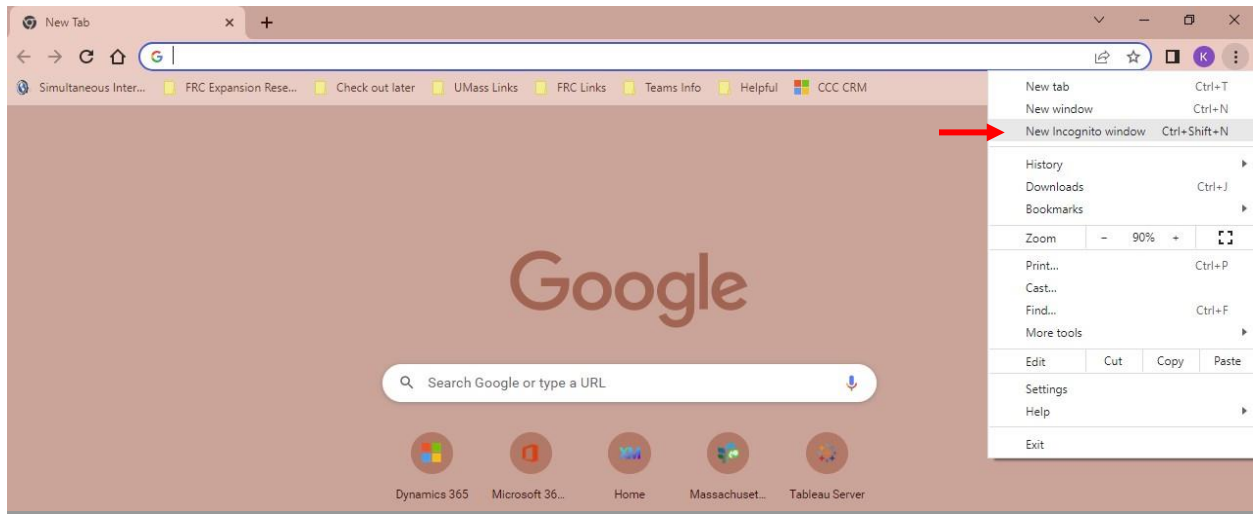 New Tab
G
K
Simultaneous Inter... FRC Expansion Rese... Check out later UMass Links FRC Links Teams Info Helpful CCC CRM
New tab Ctrl+T
New window Ctrl+N
New Incognito window Ctrl+Shift+N
History
Downloads Ctrl+J
Bookmarks
Zoom - 90% +
Print... Ctrl+P
Cast...
Find... Ctrl+F
More tools
Edit Cut Copy Paste
Settings
Help
Exit
Google
Search Google or type a URL
XM
Dynamics 365 Microsoft 36... Home Massachuset... Tableau Server